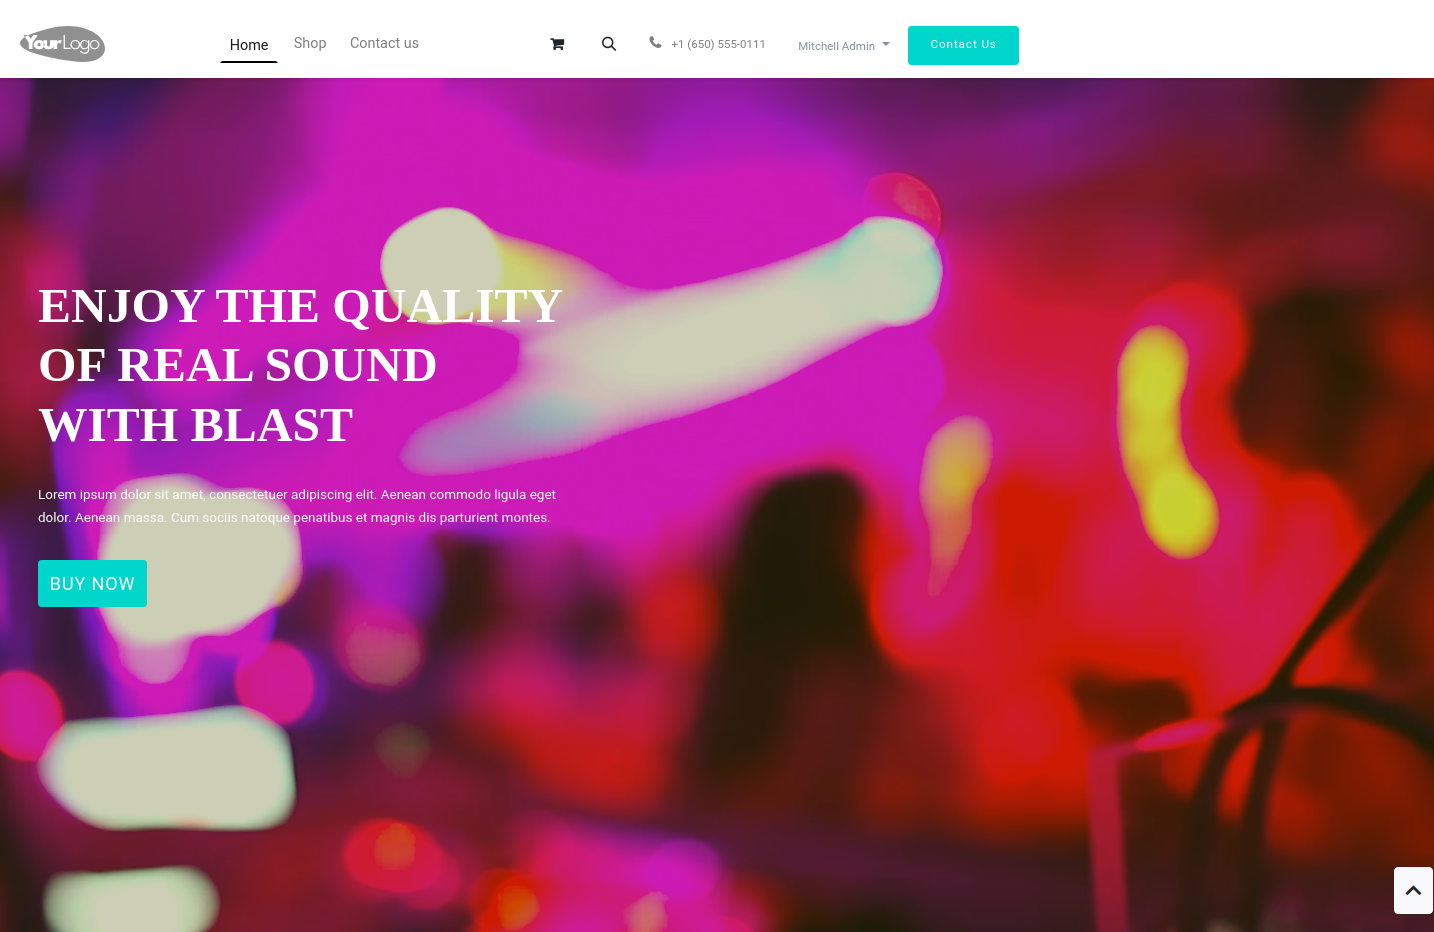 YourLogo
Home
Shop
Contact us
+1 (650) 555-0111
Mitchell Admin
Contact Us
ENJOY THE QUALITY
OF REAL SOUND
WITH BLAST
Lorem ipsum dolor sit amet, consectetuer adipiscing elit. Aenean commodo ligula eget
dolor. Aenean massa. Cum sociis natoque penatibus et magnis dis parturient montes.
BUY NOW